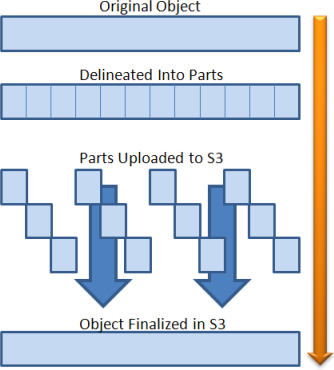 Original Object
Delineated Into Parts
Parts Uploaded to S3
Object Finalized in S3